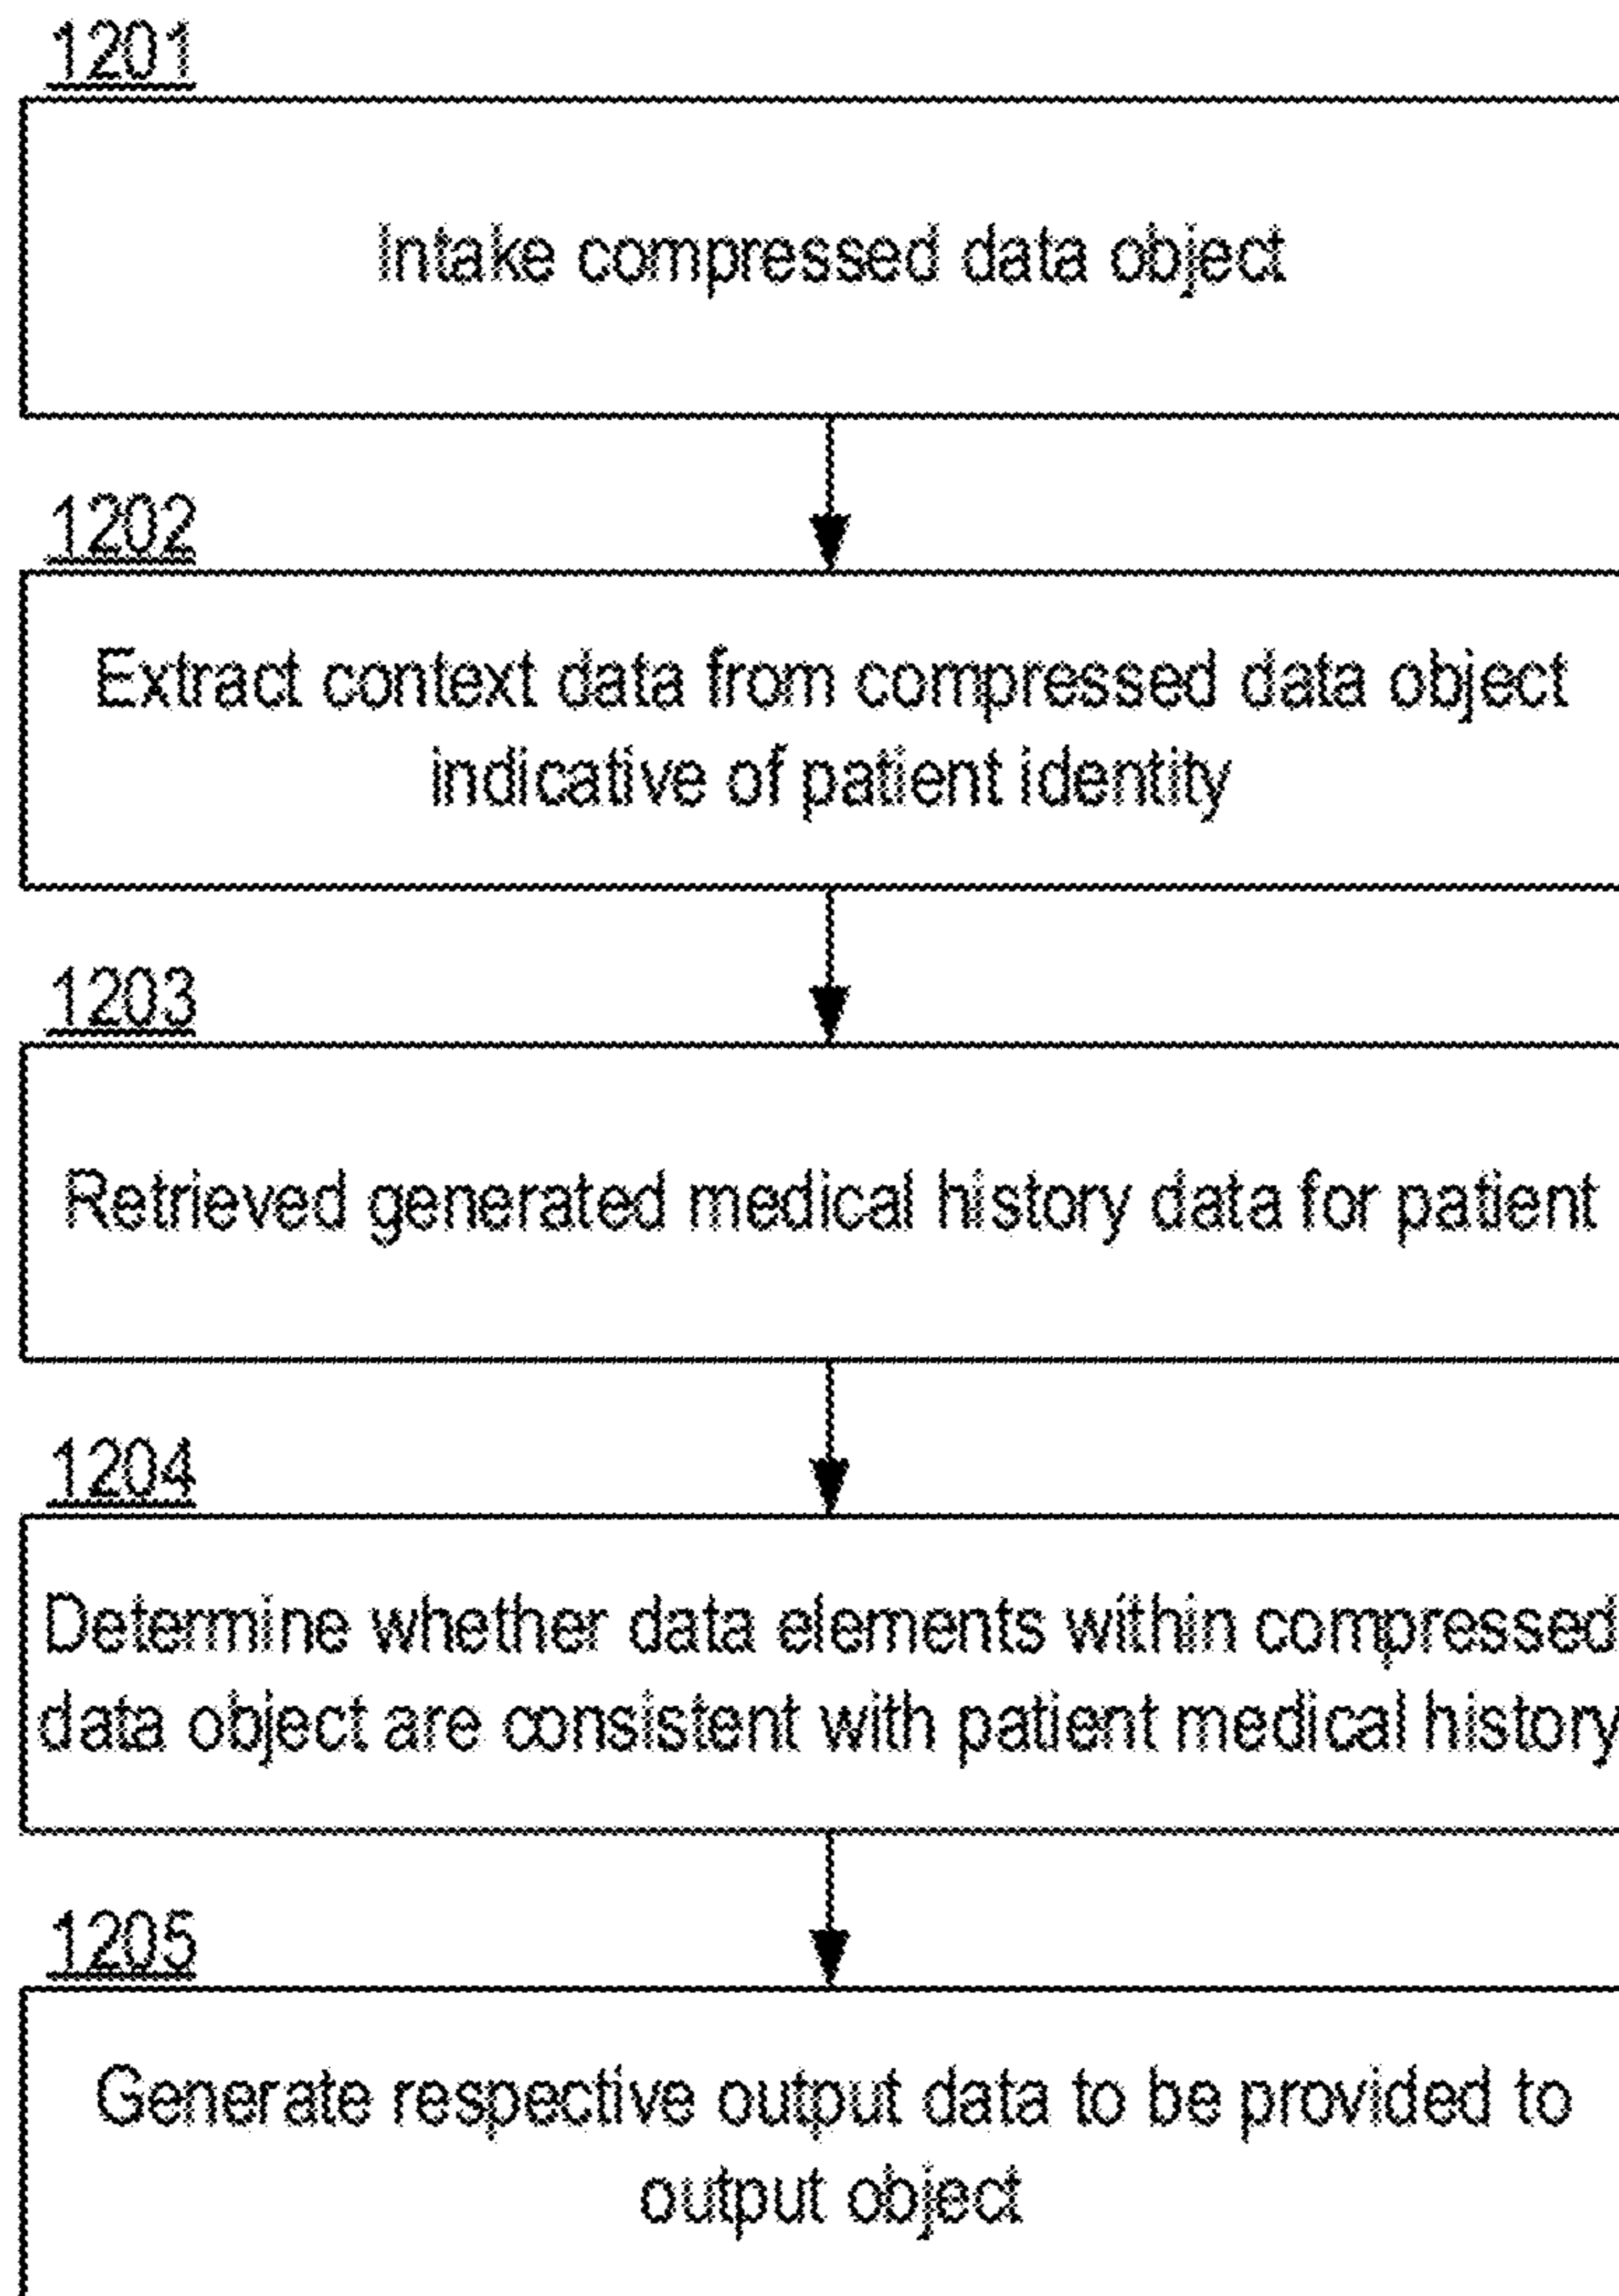 1201
Intake compressed data object
1202
Extract context data from compressed data object
indicative of patient identity
1203
Retrieved generated medical history data for patient
1204
Determine whether data elements within compressed
data object are consistent with patient medical history
1205
Generate respective output data to be provided to
output object